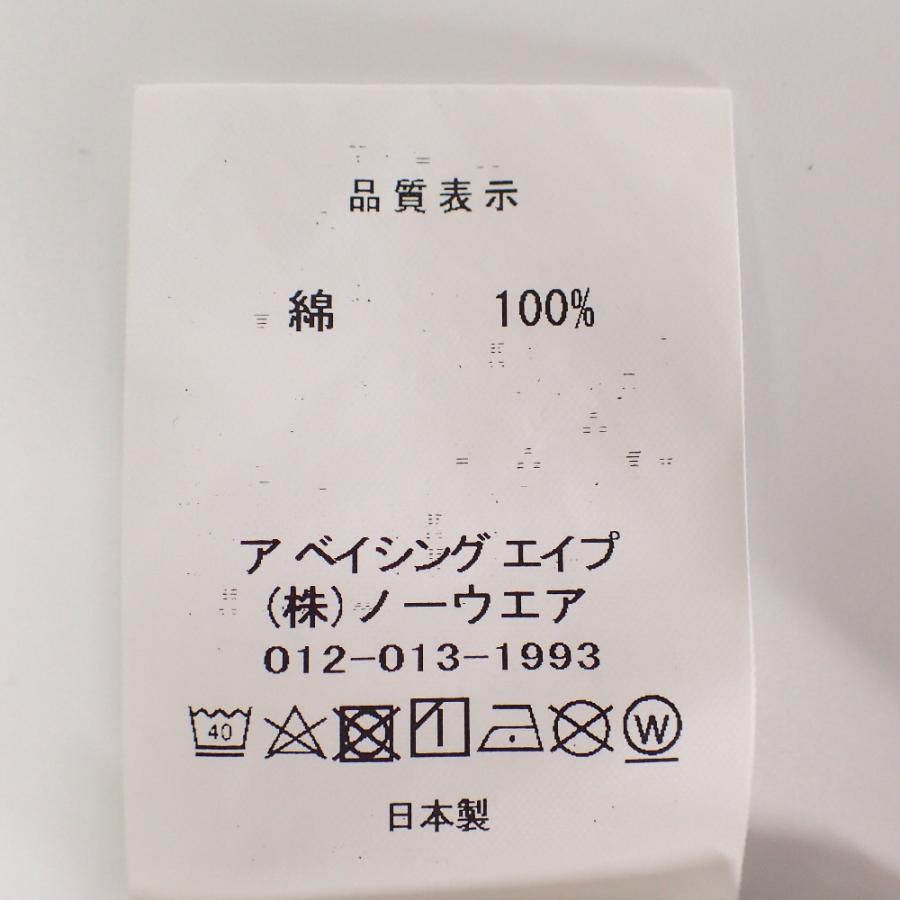 品質表示
綿 100%
ア ベイシング エイプ
(株)ノーウエア
012-013-1993
40 W
日本製